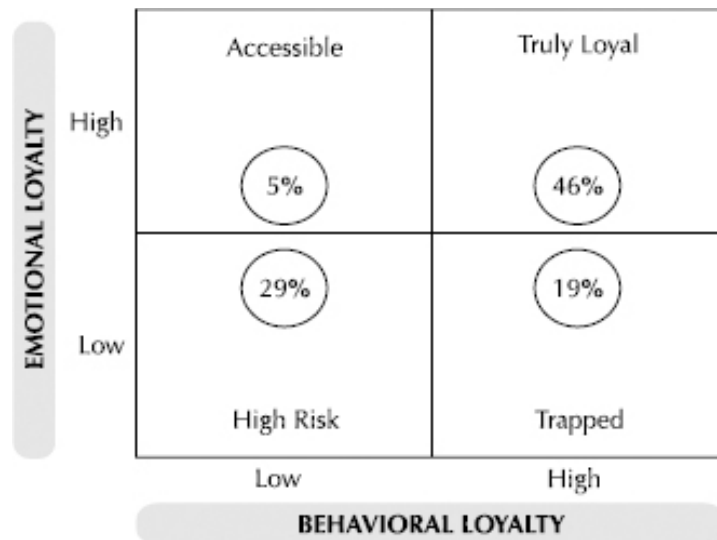 Accessible
Truly Loyal
EMOTIONAL LOYALTY
High
5%
46%
29%
19%
Low
High Risk
Trapped
Low
High
BEHAVIORAL LOYALTY